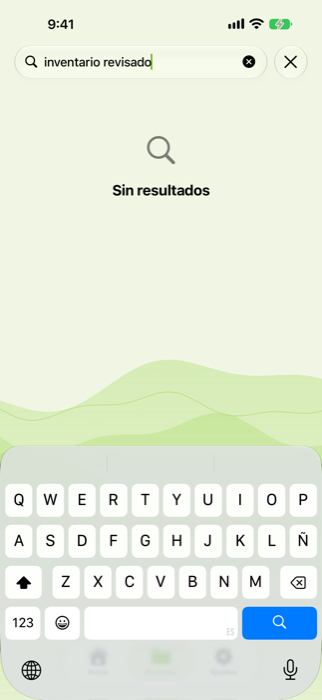 9:41
inventario revisado
Sin resultados
Q W E R T Y U I O P
A S D F G H J K L Ñ
Z X C V B N M
123
ES